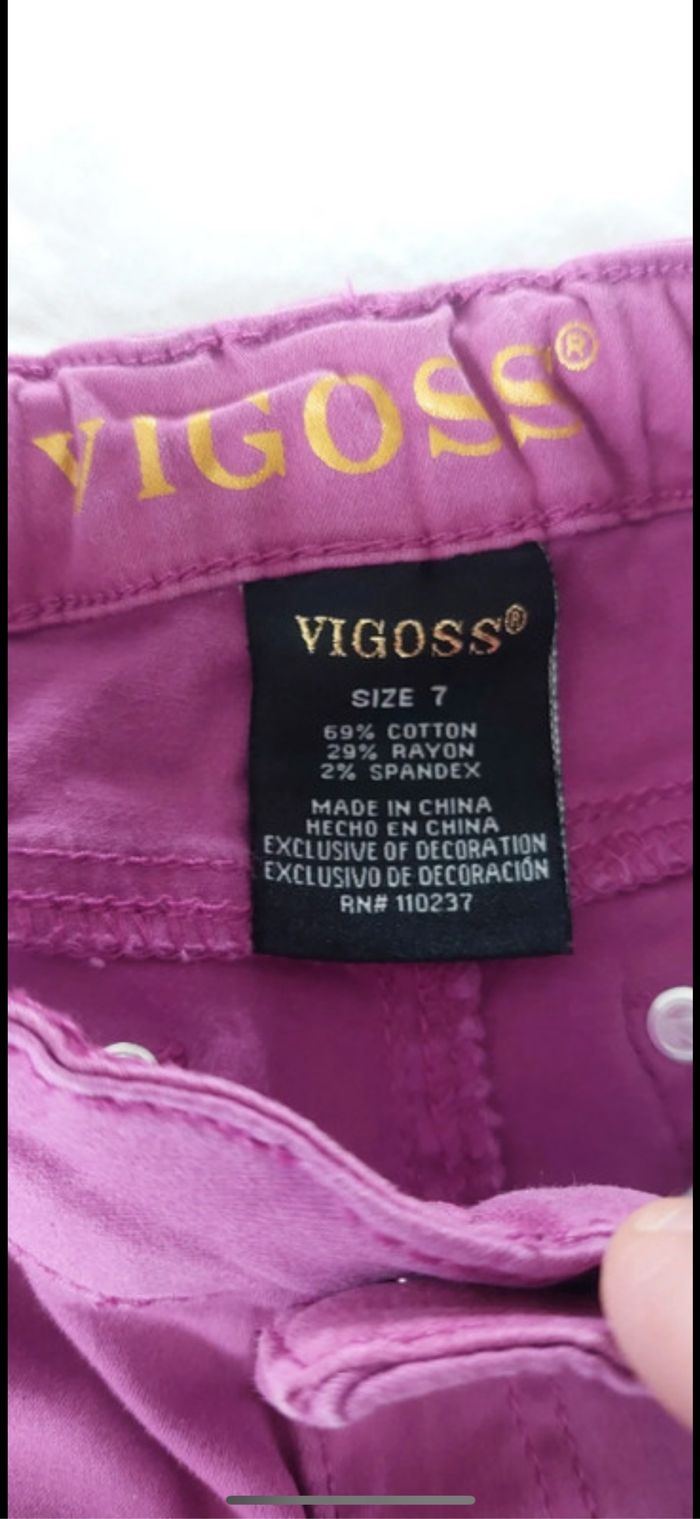 VIGOSS®
VIGOSS®
SIZE 7
69% COTTON
29% RAYON
2% SPANDEX
MADE IN CHINA
HECHO EN CHINA
EXCLUSIVE OF DECORATION
EXCLUSIVO DE DECORACIÓN
RN# 110237